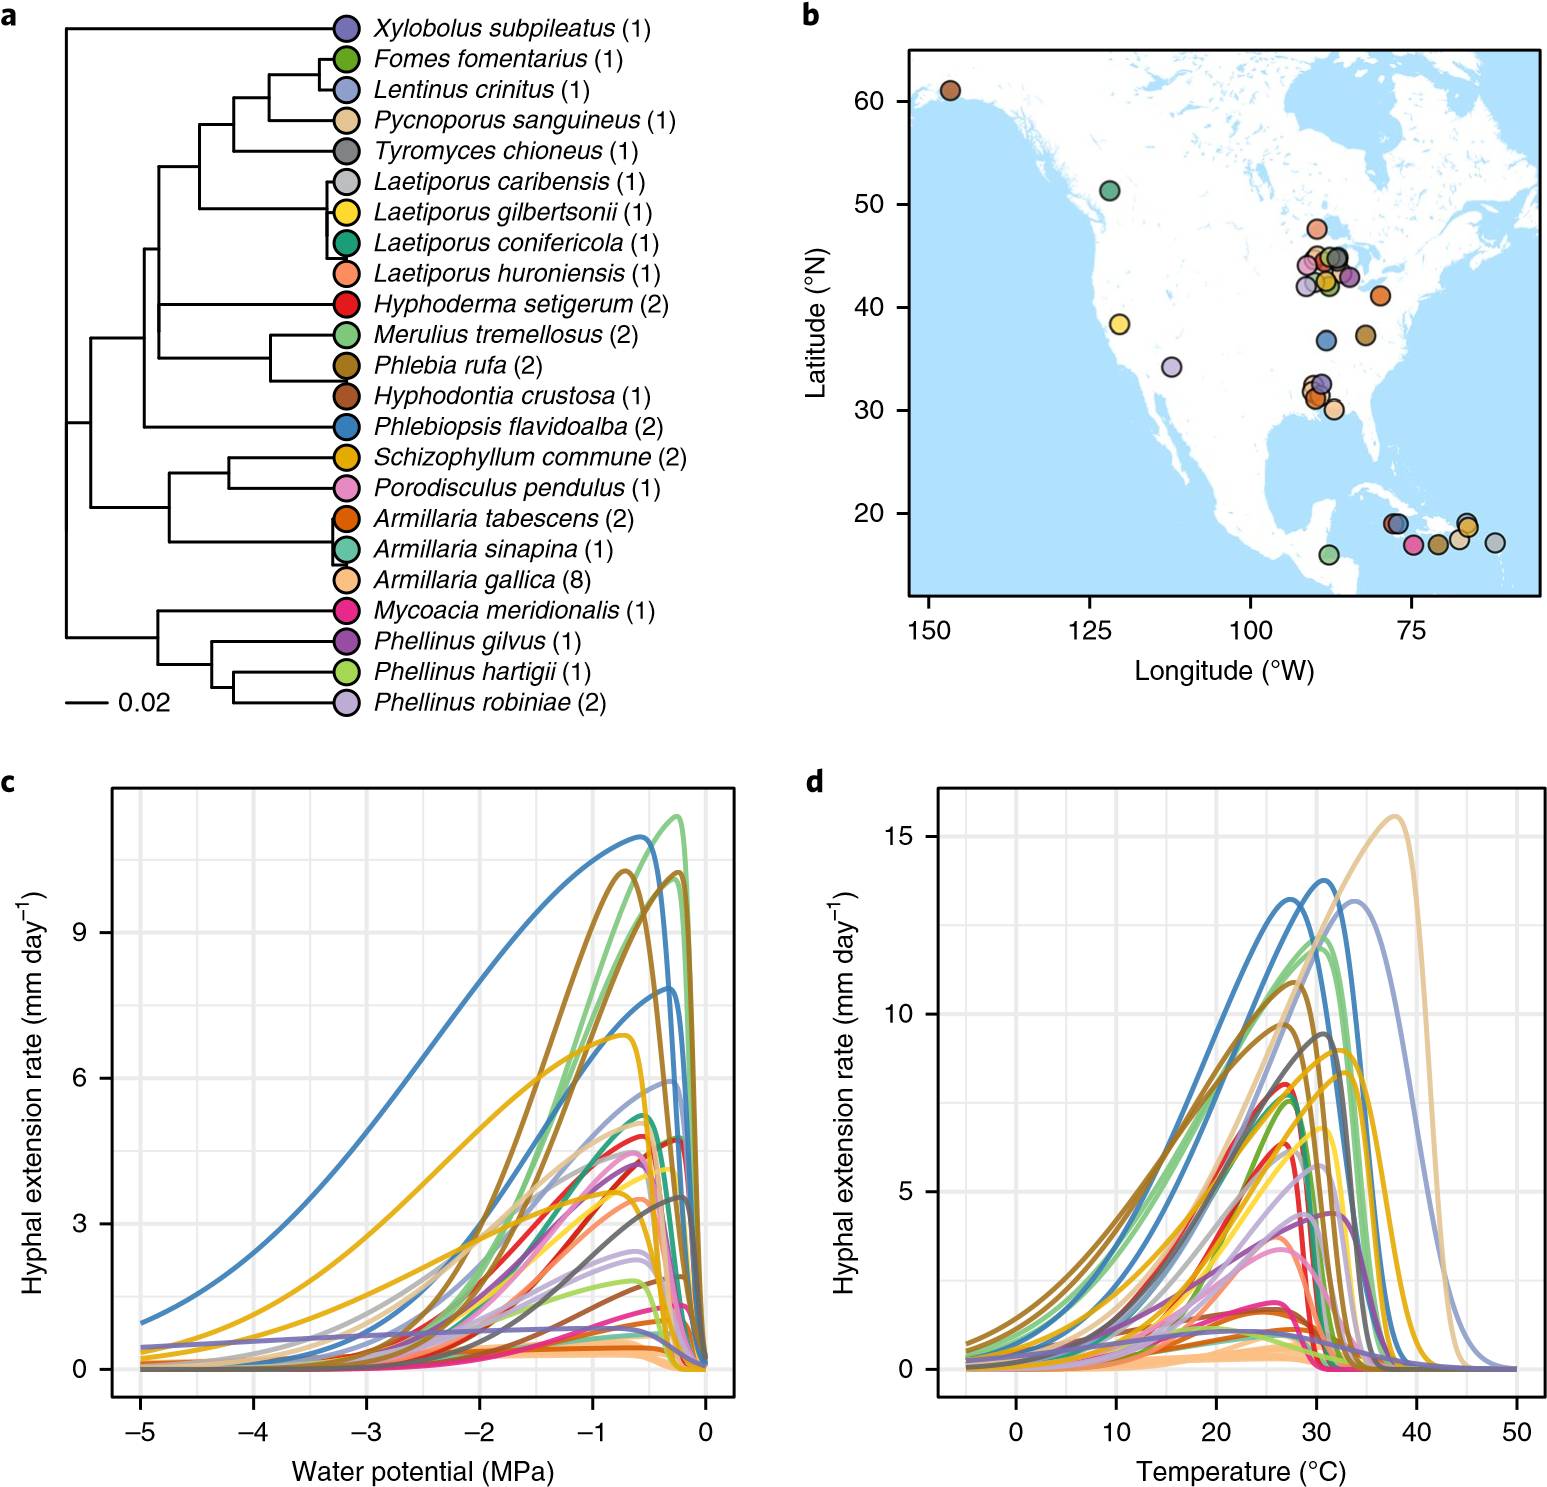 a
Xylobolus subpileatus (1)
Fomes fomentarius (1)
Lentinus crinitus (1)
Pycnoporus sanguineus (1)
Tyromyces chioneus (1)
Laetiporus caribensis (1)
Laetiporus gilbertsonii (1)
Laetiporus conifericola (1)
Laetiporus huroniensis (1)
Hyphoderma setigerum (2)
Merulius tremellosus (2)
Phlebia rufa (2)
Hyphodontia crustosa (1)
Phlebiopsis flavidoalba (2)
Schizophyllum commune (2)
Porodisculus pendulus (1)
Armillaria tabescens (2)
Armillaria sinapina (1)
Armillaria gallica (8)
Mycoacia meridionalis (1)
Phellinus gilvus (1)
Phellinus hartigii (1)
Phellinus robiniae (2)
0.02
b
Latitude (°N)
60
50
40
30
20
150 125 100 75
Longitude (°W)
c
Hyphal extension rate (mm day⁻¹)
9
6
3
0
–5 –4 –3 –2 –1 0
Water potential (MPa)
d
Hyphal extension rate (mm day⁻¹)
15
10
5
0
0 10 20 30 40 50
Temperature (°C)